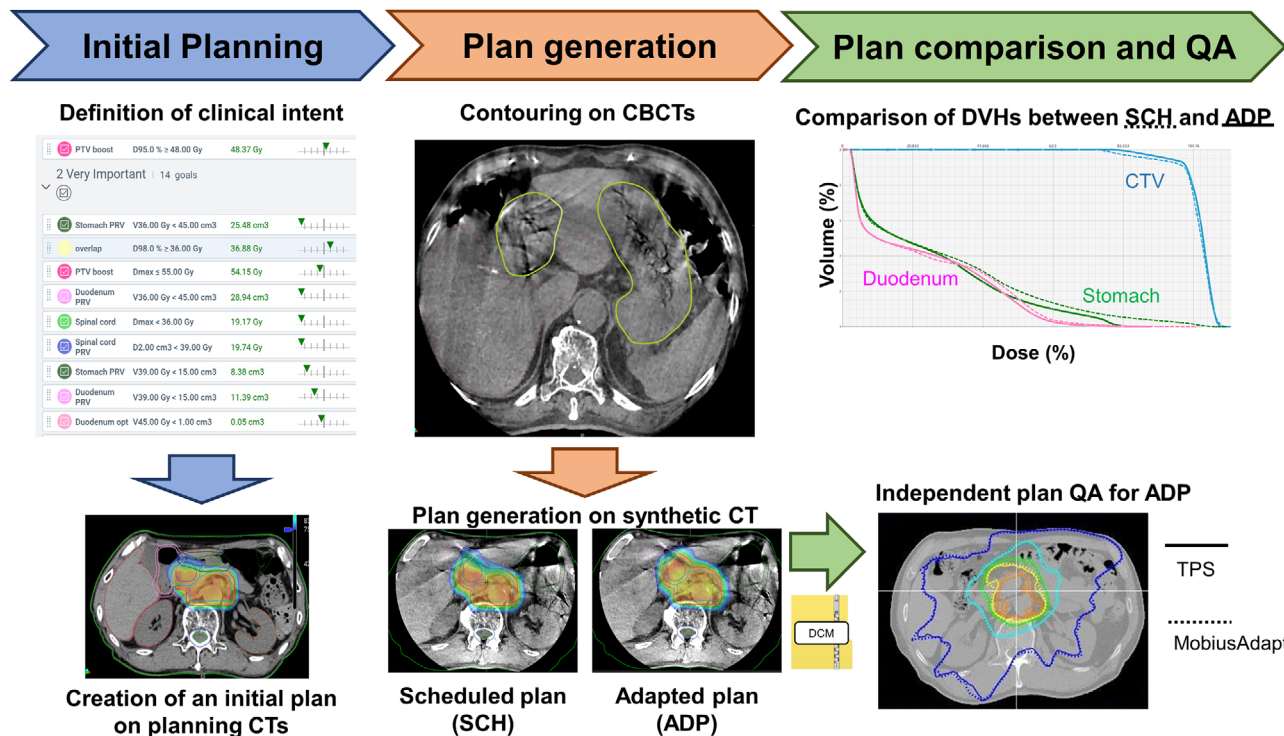 Initial Planning
Plan generation
Plan comparison and QA
Definition of clinical intent
PTV boost D95.0 % ≥ 48.00 Gy 48.37 Gy
2 Very Important | 14 goals
Stomach PRV V36.00 Gy < 45.00 cm3 25.48 cm3
overlap D98.0 % ≥ 36.00 Gy 36.88 Gy
PTV boost Dmax ≤ 55.00 Gy 54.15 Gy
Duodenum PRV V36.00 Gy < 45.00 cm3 28.94 cm3
Spinal cord Dmax < 36.00 Gy 19.17 Gy
Spinal cord PRV D2.00 cm3 < 39.00 Gy 19.74 Gy
Stomach PRV V39.00 Gy < 15.00 cm3 8.38 cm3
Duodenum PRV V39.00 Gy < 15.00 cm3 11.39 cm3
Duodenum opt V45.00 Gy < 1.00 cm3 0.05 cm3
Creation of an initial plan
on planning CTs
Contouring on CBCTs
Plan generation on synthetic CT
Scheduled plan
(SCH)
Adapted plan
(ADP)
DCM
Comparison of DVHs between SCH and ADP
Volume (%)
CTV
Duodenum
Stomach
Dose (%)
Independent plan QA for ADP
TPS
MobiusAdapt